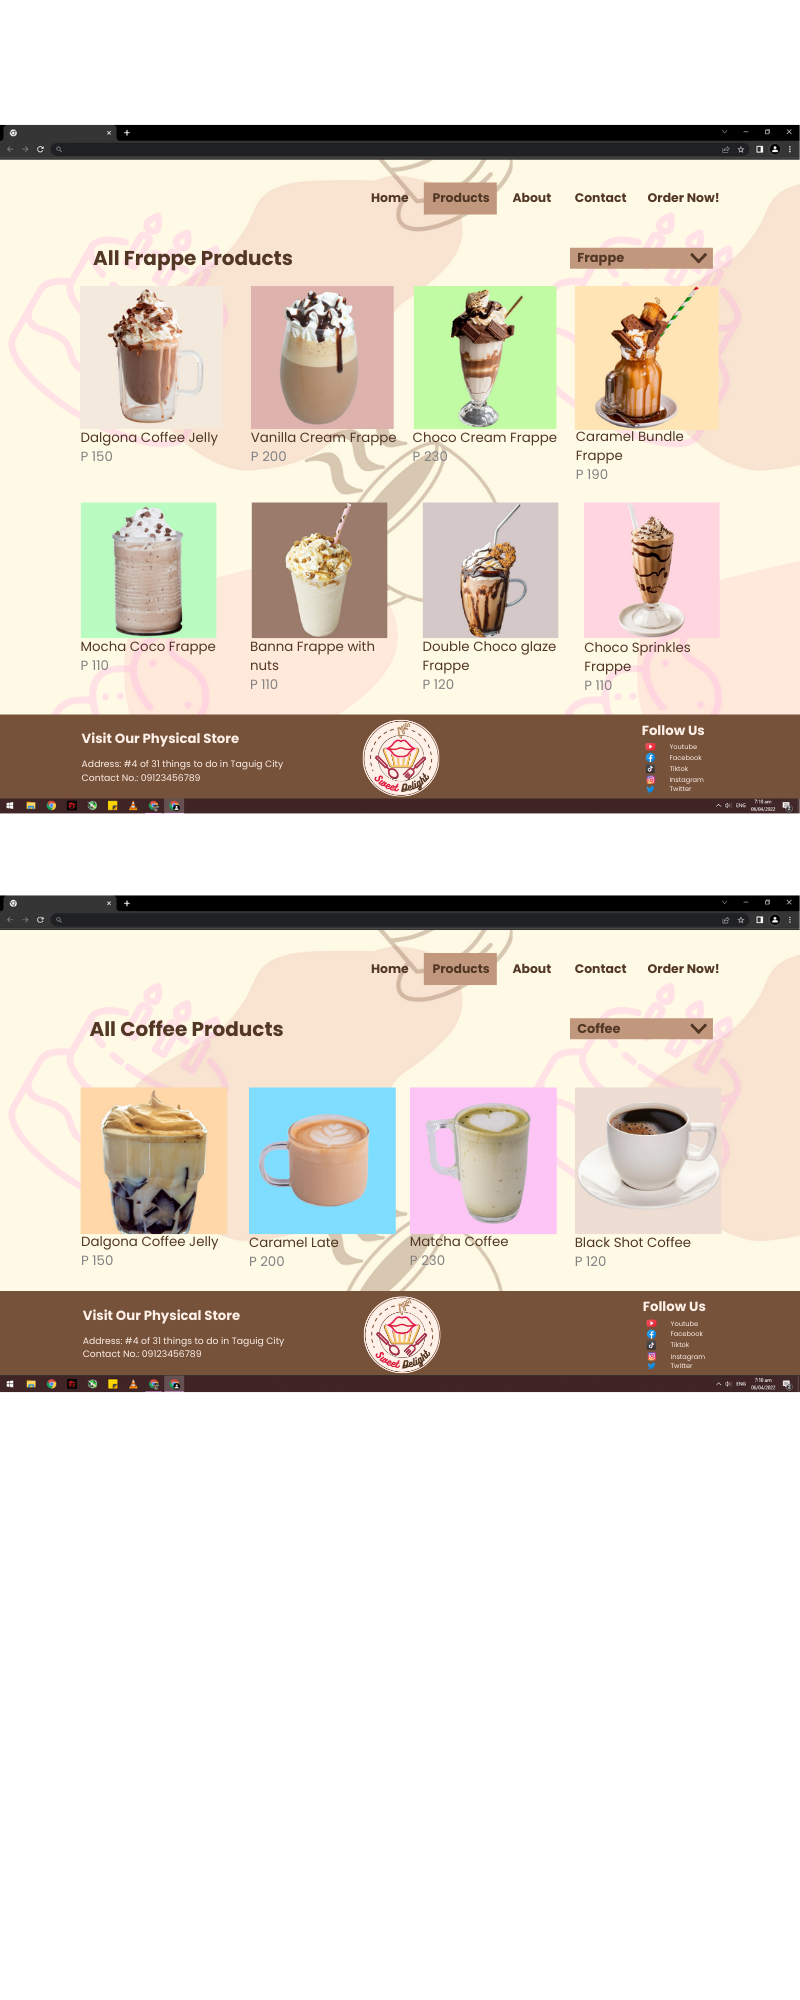 Home Products About Contact Order Now!
All Frappe Products
Frappe
Dalgona Coffee Jelly
P 150
Vanilla Cream Frappe
P 200
Choco Cream Frappe
P 230
Caramel Bundle
Frappe
P 190
Mocha Coco Frappe
P 110
Banna Frappe with
nuts
P 110
Double Choco glaze
Frappe
P 120
Choco Sprinkles
Frappe
P 110
Visit Our Physical Store
Address: #4 of 31 things to do in Taguig City
Contact No.: 09123456789
Sweet Delight
Follow Us
Youtube
Facebook
Tiktok
Instagram
Twitter
ENG
7:10 am
06/04/2022
Home Products About Contact Order Now!
All Coffee Products
Coffee
Dalgona Coffee Jelly
P 150
Caramel Late
P 200
Matcha Coffee
P 230
Black Shot Coffee
P 120
Visit Our Physical Store
Address: #4 of 31 things to do in Taguig City
Contact No.: 09123456789
Sweet Delight
Follow Us
Youtube
Facebook
Tiktok
Instagram
Twitter
ENG
7:10 am
06/04/2022